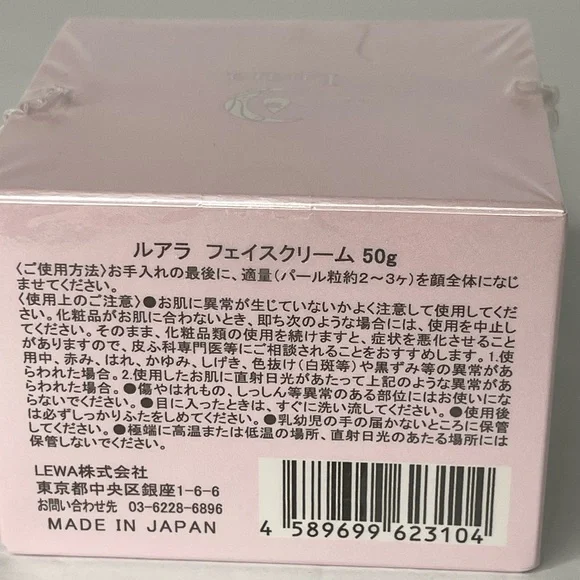 ルアラ フェイスクリーム 50g
〈ご使用方法〉お手入れの最後に、適量（パール粒約2～3ヶ）を顔全体になじ
ませてください。
〈使用上のご注意〉●お肌に異常が生じていないかよく注意して使用してくだ
さい。化粧品がお肌に合わないとき、即ち次のような場合には、使用を中止し
てください。そのまま、化粧品類の使用を続けますと、症状を悪化させること
がありますので、皮ふ科専門医等にご相談されることをおすすめします。1.使
用中、赤み、はれ、かゆみ、しげき、色抜け（白斑等）や黒ずみ等の異常があ
らわれた場合。2.使用したお肌に直射日光があたって上記のような異常があ
らわれた場合。●傷やはれもの、しっしん等異常のある部位にはお使いにな
らないでください。●目に入ったときは、すぐに洗い流してください。●使用後
は必ずしっかりふたをしめてください。●乳幼児の手の届かないところに保管
してください。●極端に高温または低温の場所、直射日光のあたる場所には
保管しないでください。
LEWA株式会社
東京都中央区銀座1-6-6
お問い合わせ先 03-6228-6896
MADE IN JAPAN
4 589699 623104